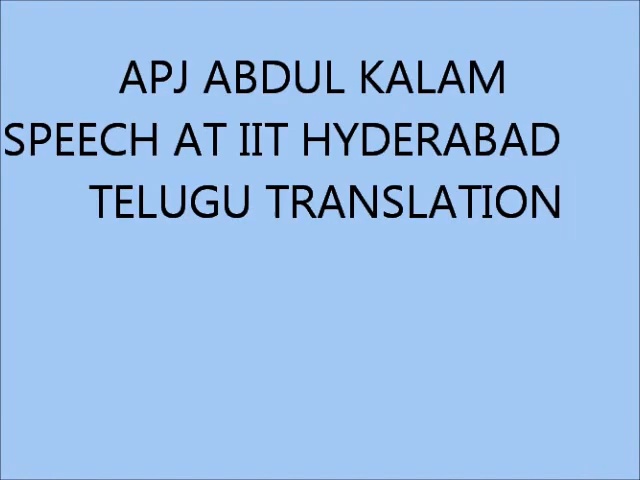 APJ ABDUL KALAM
SPEECH AT IIT HYDERABAD
TELUGU TRANSLATION